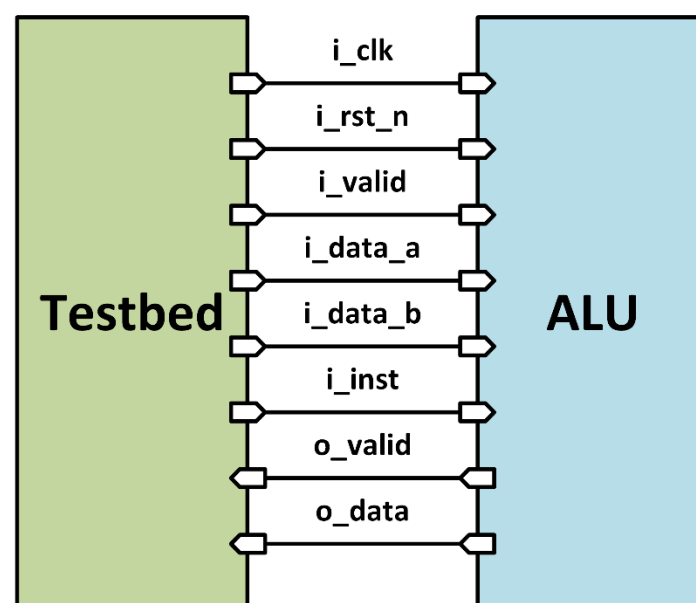 i_clk
i_rst_n
i_valid
i_data_a
Testbed
i_data_b
ALU
i_inst
o_valid
o_data